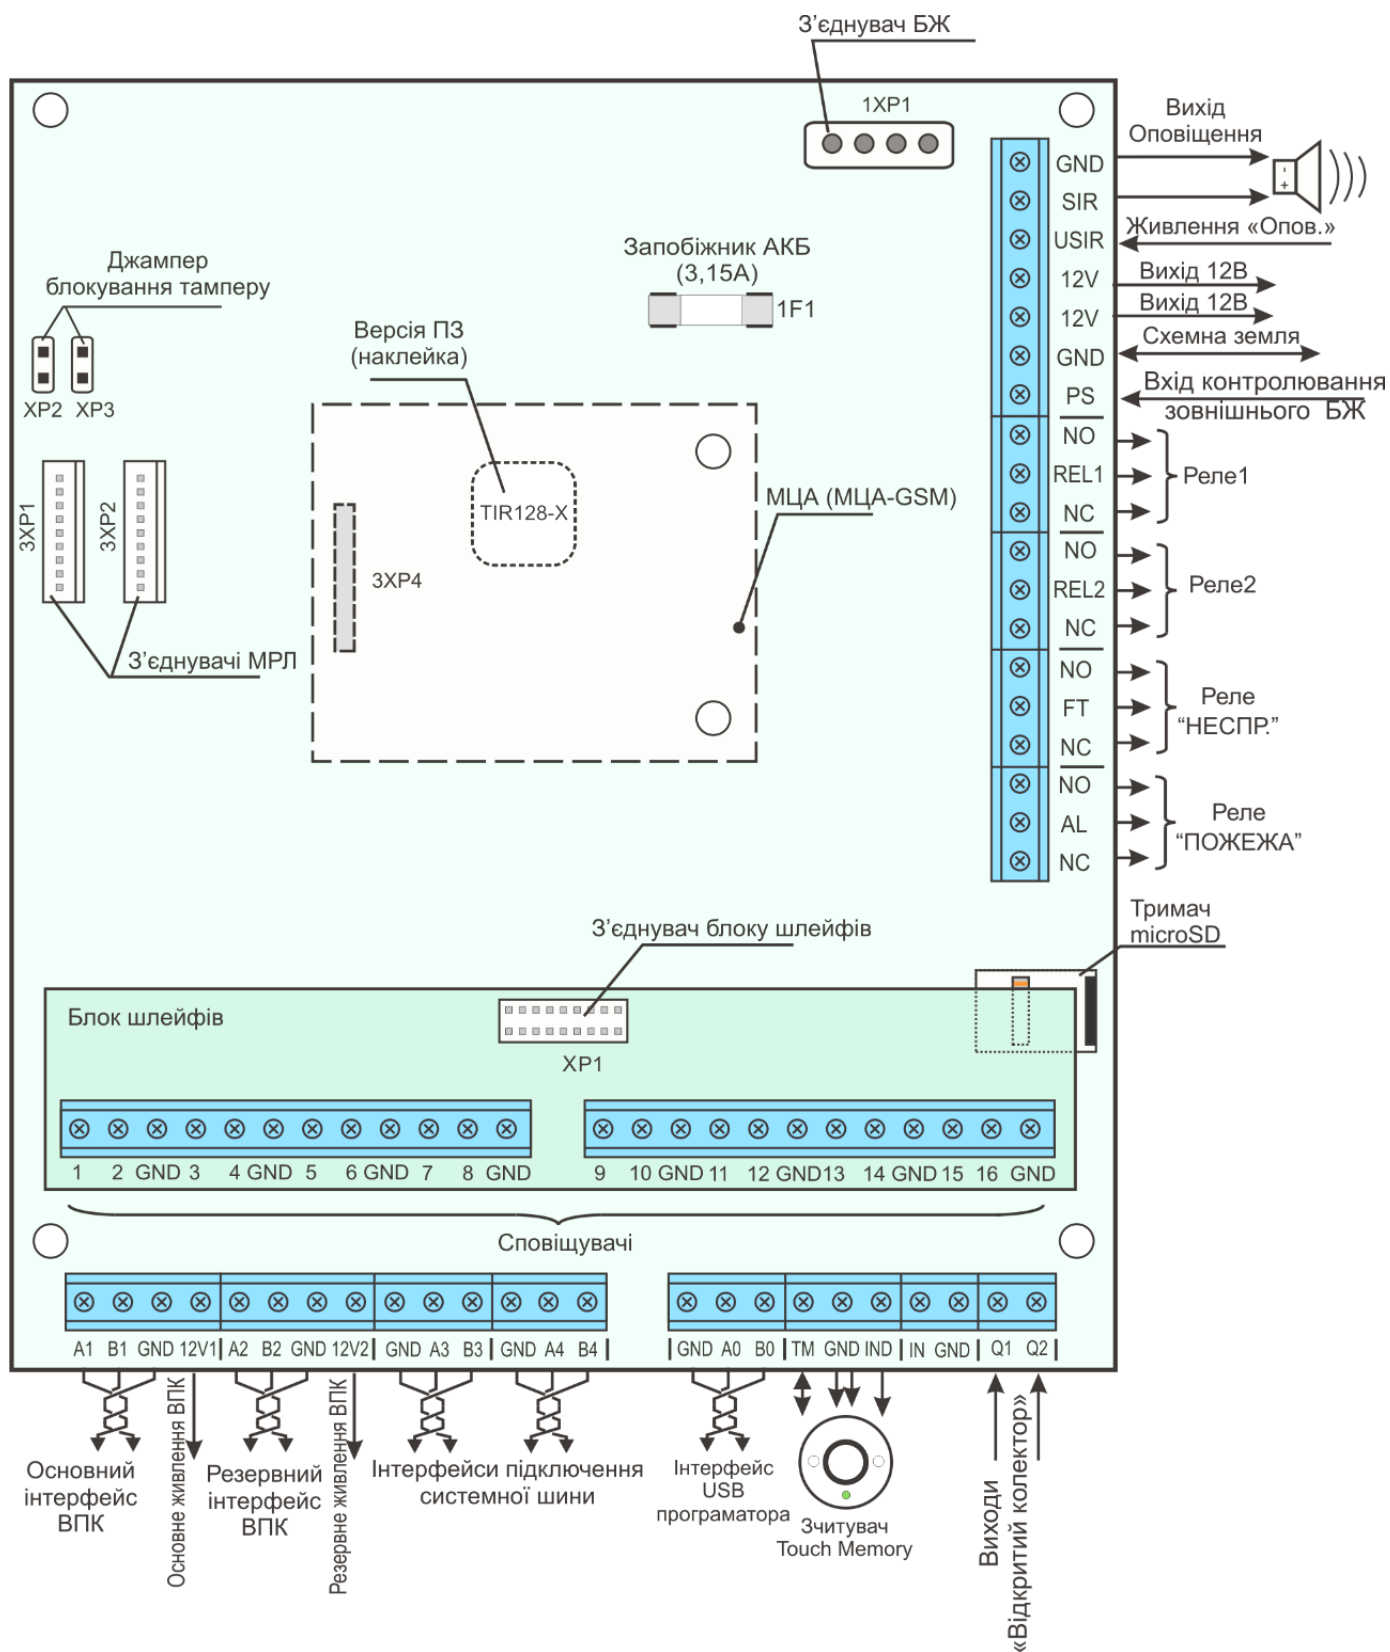 З’єднувач БЖ
1XP1
Вихід
Оповіщення
GND
SIR
USIR
Живлення «Опов.»
12V
Вихід 12В
12V
Вихід 12В
GND
Схемна земля
PS
Вхід контролювання
зовнішнього БЖ
NO
REL1
NC
Реле1
NO
REL2
NC
Реле2
NO
FT
NC
Реле
“НЕСПР.”
NO
AL
NC
Реле
“ПОЖЕЖА”
Запобіжник АКБ
(3,15А)
1F1
Джампер
блокування тамперу
XP2 XP3
Версія ПЗ
(наклейка)
TIR128-X
МЦА (МЦА-GSM)
3XP1
3XP2
3XP4
З’єднувачі МРЛ
Тримач
microSD
З’єднувач блоку шлейфів
Блок шлейфів
XP1
1 2 GND 3 4 GND 5 6 GND 7 8 GND
9 10 GND 11 12 GND 13 14 GND 15 16 GND
Сповіщувачі
A1 B1 GND 12V1 A2 B2 GND 12V2 GND A3 B3 GND A4 B4
GND A0 B0 TM GND IND IN GND Q1 Q2
Основний
інтерфейс
ВПК
Основне живлення ВПК
Резервний
інтерфейс
ВПК
Резервне живлення ВПК
Інтерфейси підключення
системної шини
Інтерфейс
USB
програматора
Зчитувач
Touch Memory
Виходи
«Відкритий колектор»